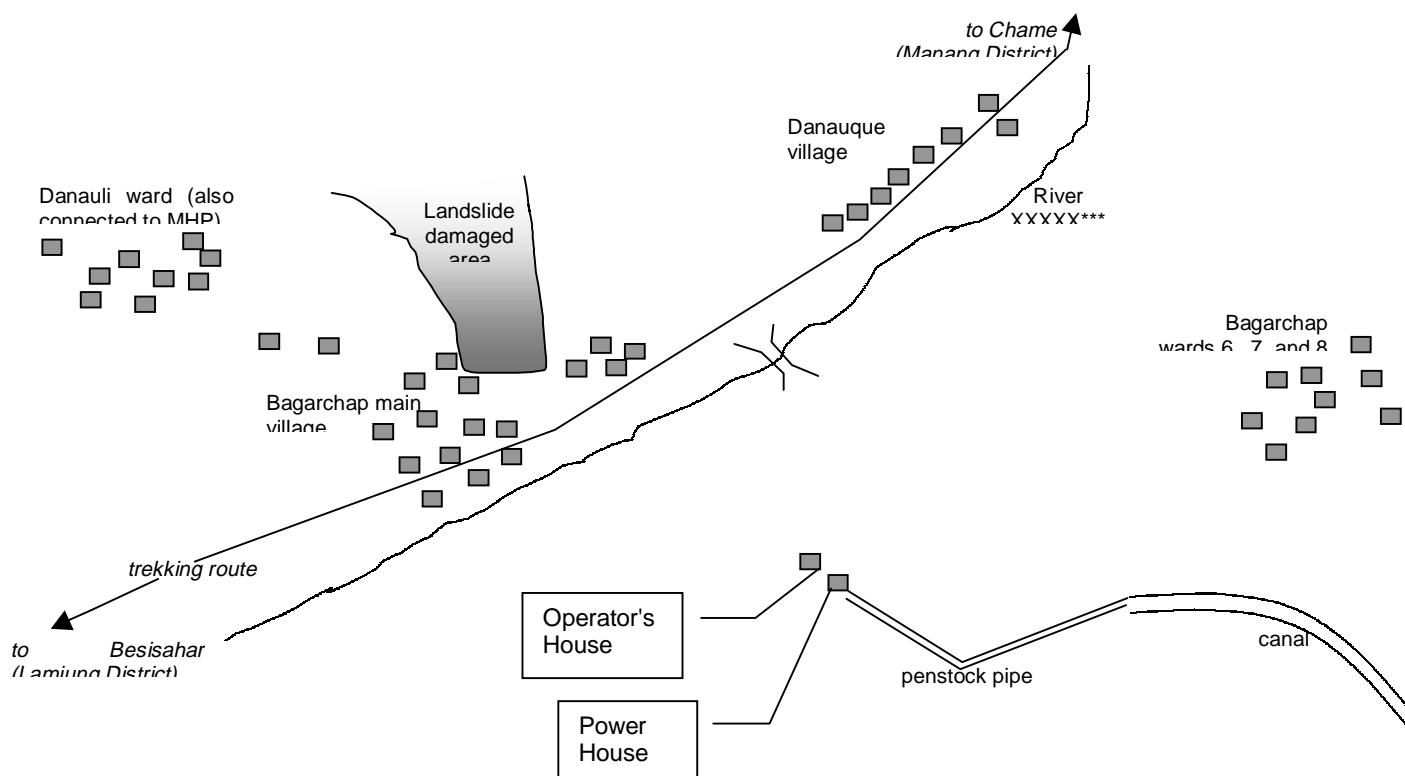 to Chame
(Manang District)
Danauque
village
River
XXXXX***
Danauli ward (also
connected to MHP)
Landslide
damaged
area
Bagarchap
wards 6, 7, and 8
Bagarchap main
village
trekking route
to Besisahar
(Lamjung District)
Operator's
House
canal
penstock pipe
Power
House